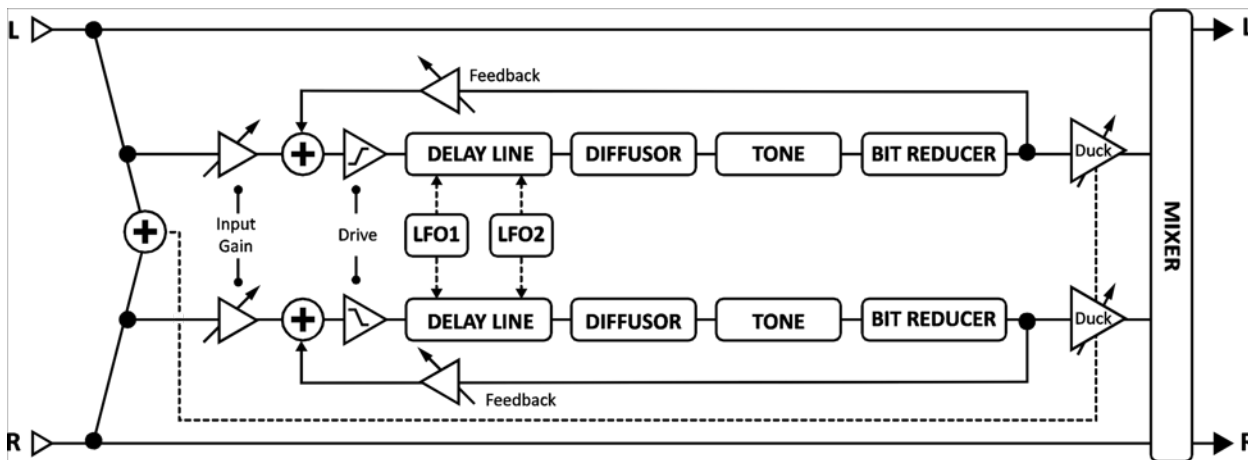 L
L
Feedback
DELAY LINE
DIFFUSOR
TONE
BIT REDUCER
Duck
Input
Gain
Drive
LFO1
LFO2
MIXER
DELAY LINE
DIFFUSOR
TONE
BIT REDUCER
Duck
Feedback
R